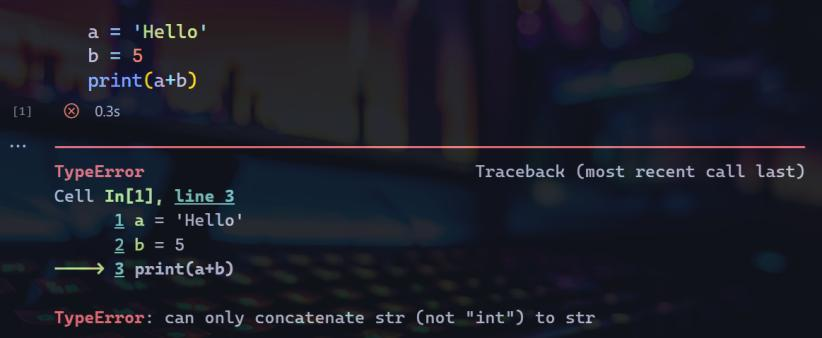 a = 'Hello'
b = 5
print(a+b)
[1] 0.3s
...
TypeError Traceback (most recent call last)
Cell In[1], line 3
1 a = 'Hello'
2 b = 5
----> 3 print(a+b)
TypeError: can only concatenate str (not "int") to str